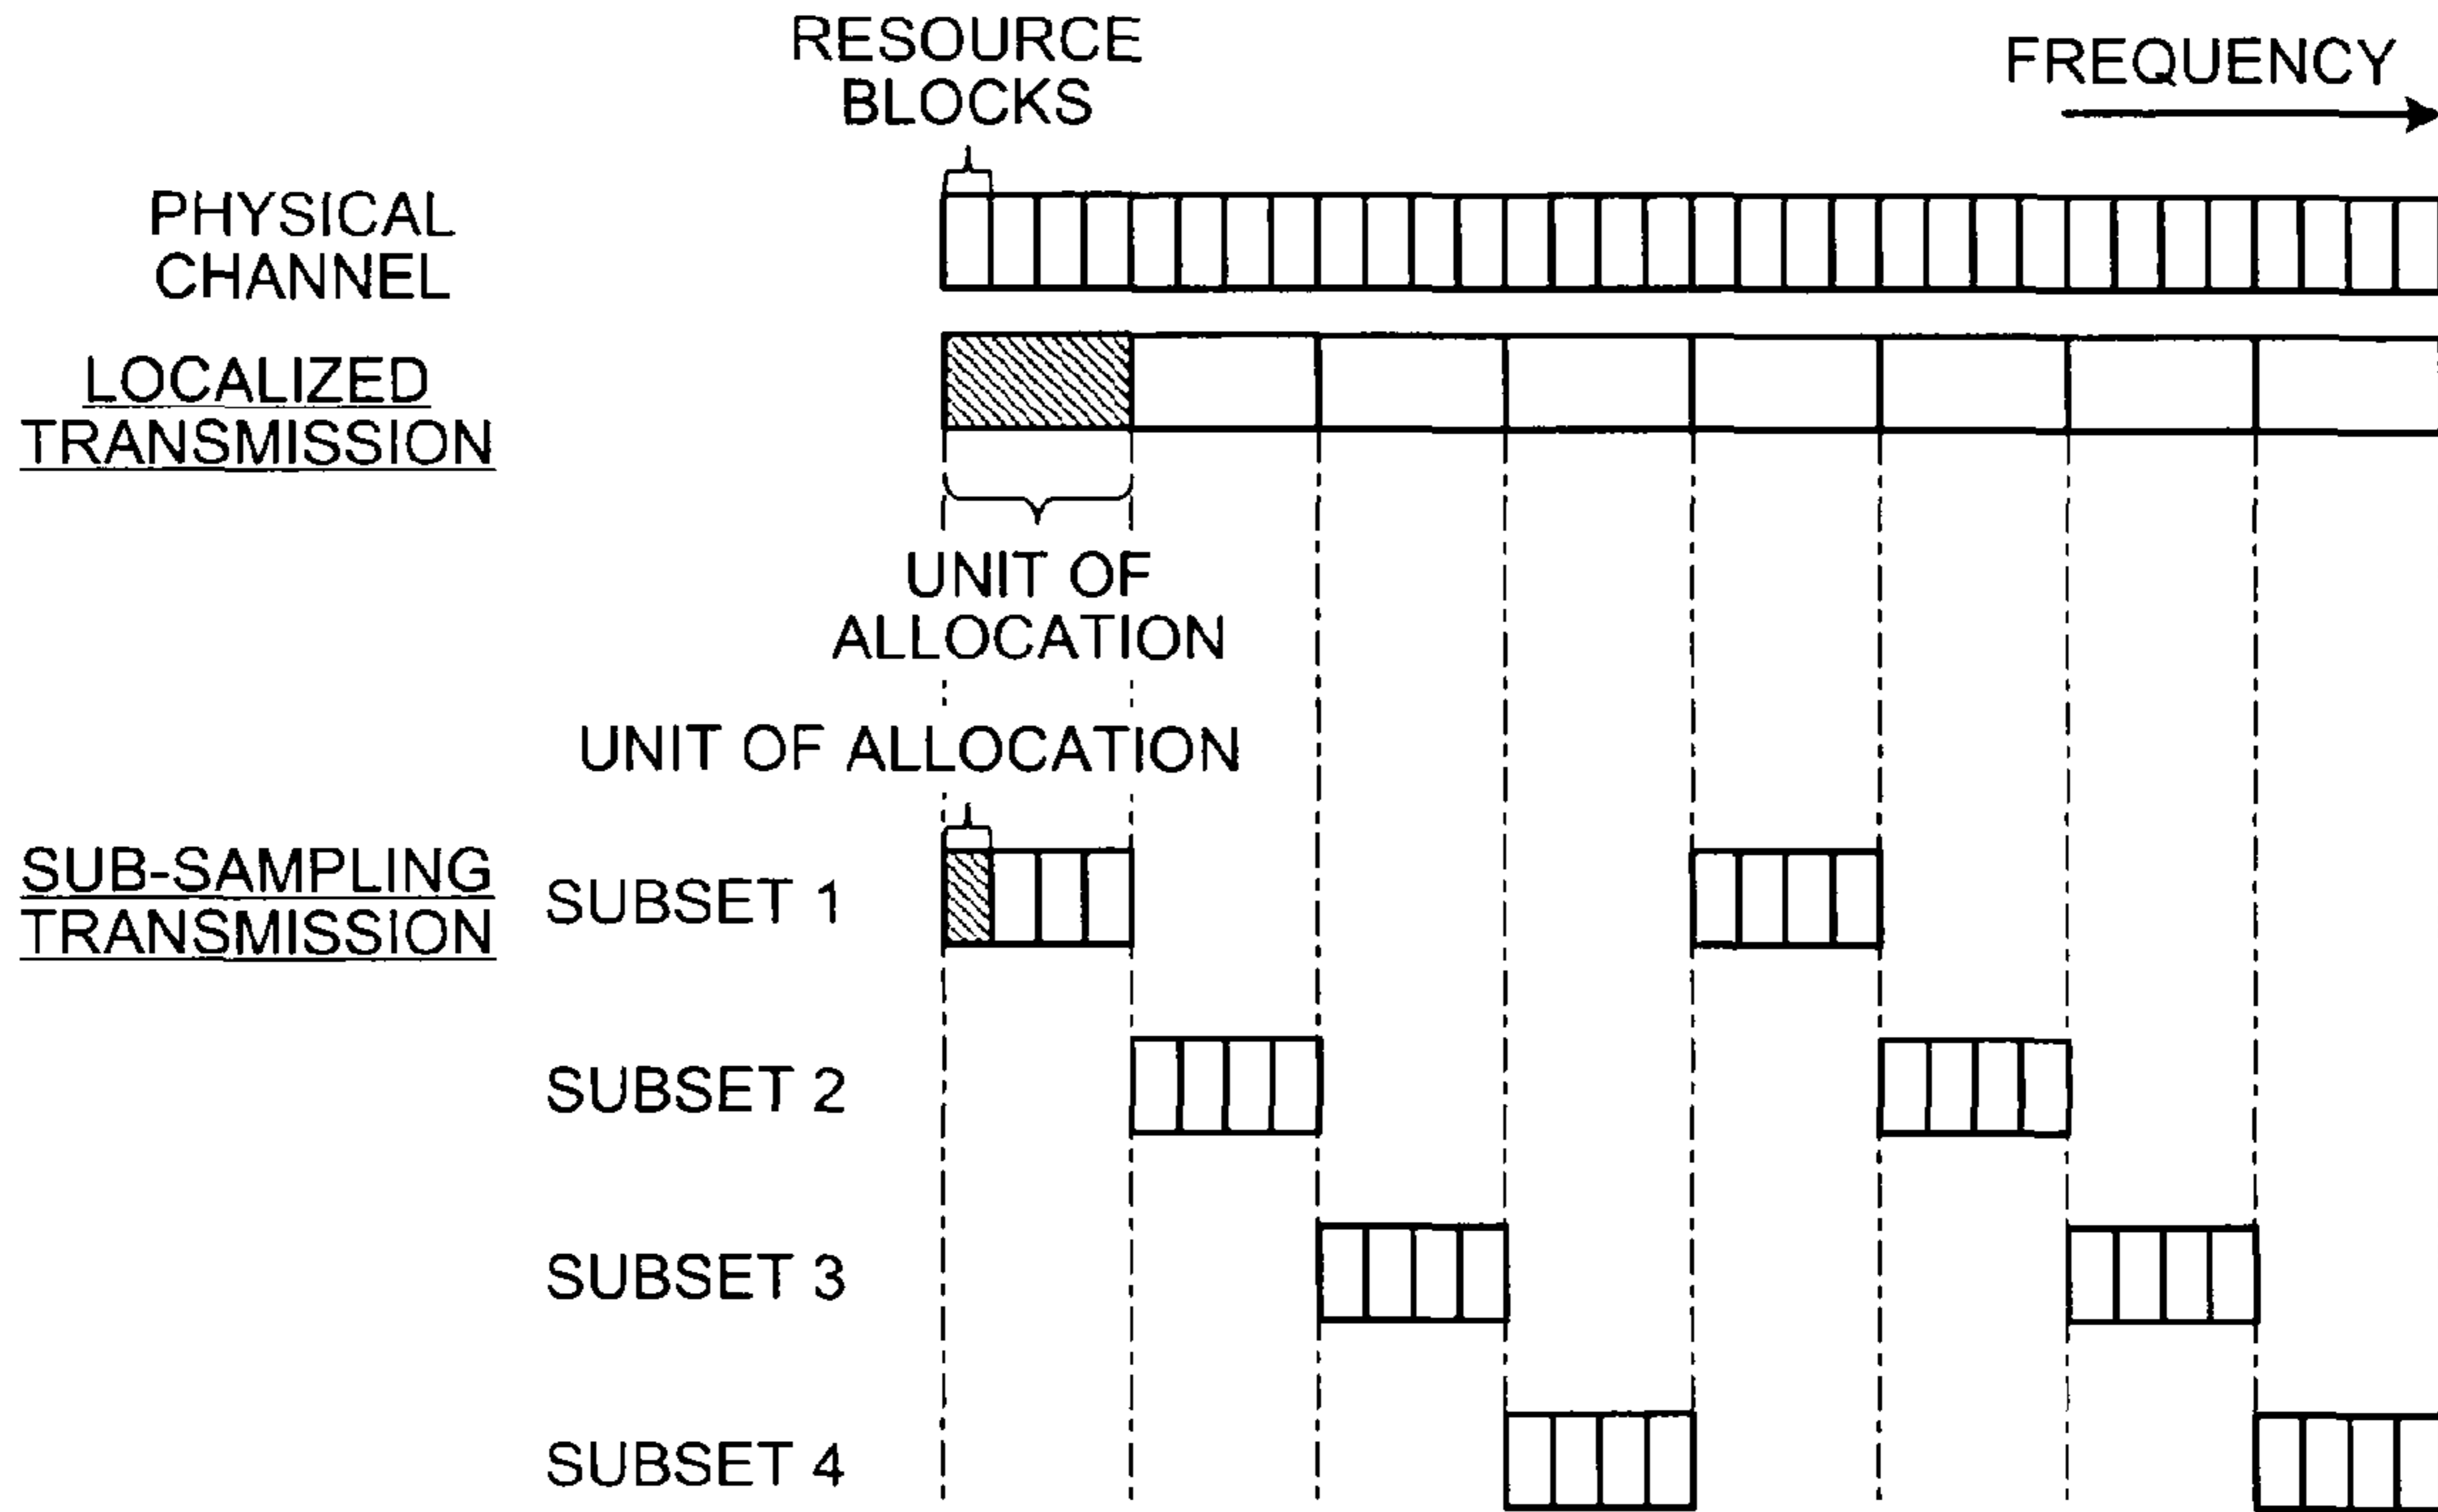 RESOURCE
BLOCKS
FREQUENCY
PHYSICAL
CHANNEL
LOCALIZED
TRANSMISSION
UNIT OF
ALLOCATION
UNIT OF ALLOCATION
SUB-SAMPLING
TRANSMISSION
SUBSET 1
SUBSET 2
SUBSET 3
SUBSET 4